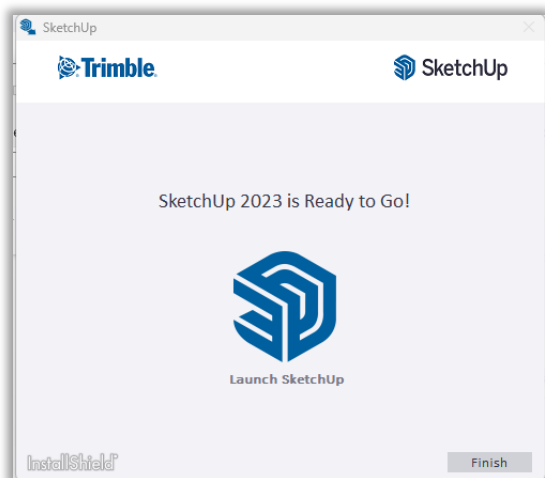 SketchUp
Trimble.
SketchUp
SketchUp 2023 is Ready to Go!
Launch SketchUp
InstallShield
Finish